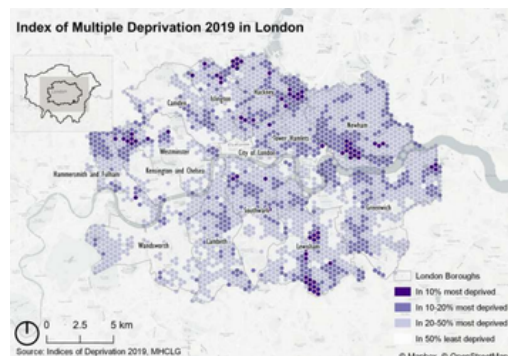 Index of Multiple Deprivation 2019 in London
Hackney
Islington
Camden
Newham
Tower Hamlets
Westminster
City of London
Hammersmith and Fulham
Kensington and Chelsea
Southwark
Greenwich
Wandsworth
Lambeth
Lewisham
London Boroughs
In 10% most deprived
In 10-20% most deprived
In 20-50% most deprived
In 50% least deprived
0 2.5 5 km
Source: Indices of Deprivation 2019, MHCLG